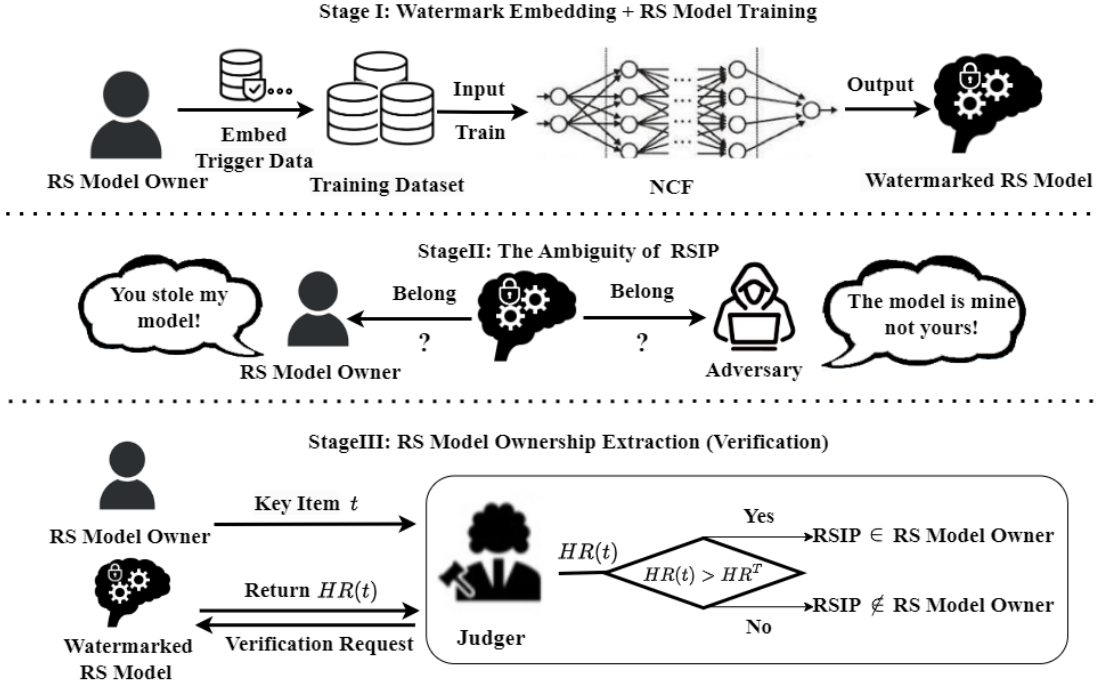 Stage I: Watermark Embedding + RS Model Training
Embed
Trigger Data
Input
Train
Output
RS Model Owner
Training Dataset
NCF
Watermarked RS Model
StageII: The Ambiguity of RSIP
You stole my
model!
Belong
?
Belong
?
The model is mine
not yours!
RS Model Owner
Adversary
StageIII: RS Model Ownership Extraction (Verification)
Key Item t
RS Model Owner
Return HR(t)
Verification Request
Watermarked
RS Model
Judger
HR(t)
HR(t) > HR^T
Yes
RSIP ∈ RS Model Owner
No
RSIP ∉ RS Model Owner